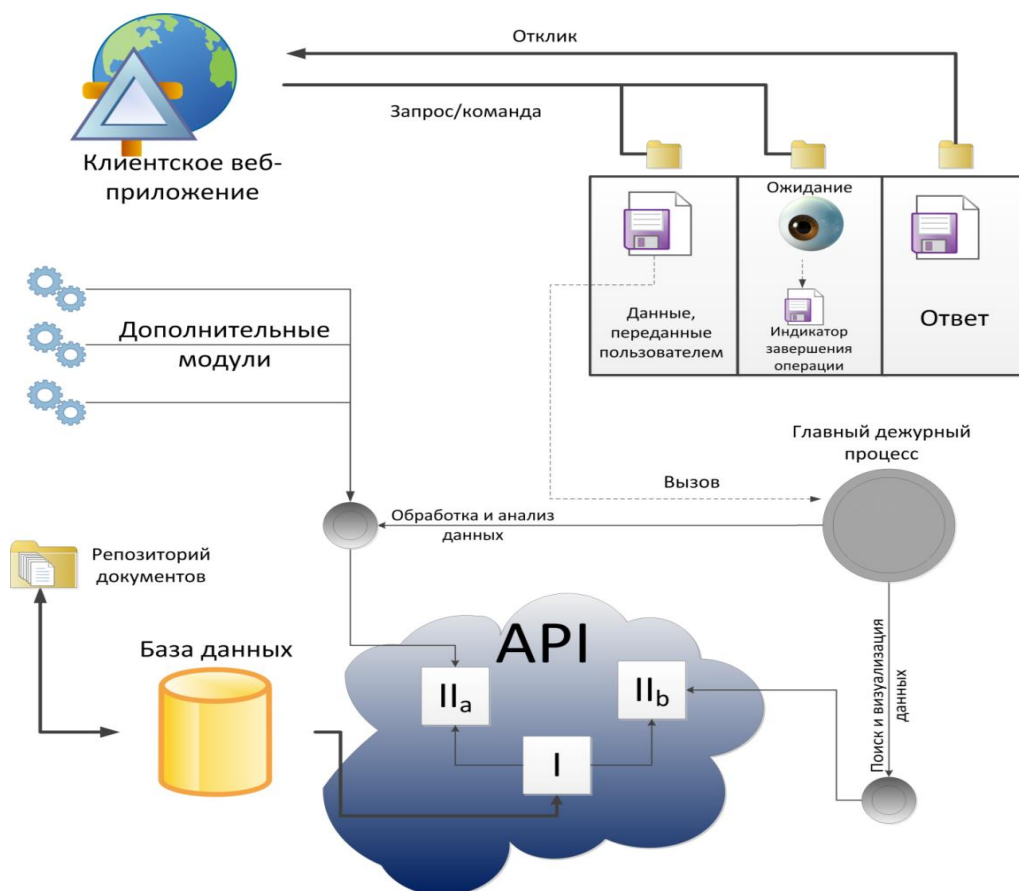 Отклик
Запрос/команда
Клиентское веб-
приложение
Ожидание
Данные,
переданные
пользователем
Индикатор
завершения
операции
Ответ
Дополнительные
модули
Главный дежурный
процесс
Вызов
Обработка и анализ
данных
Репозиторий
документов
База данных
API
IIa
IIb
I
Поиск и визуализация
данных